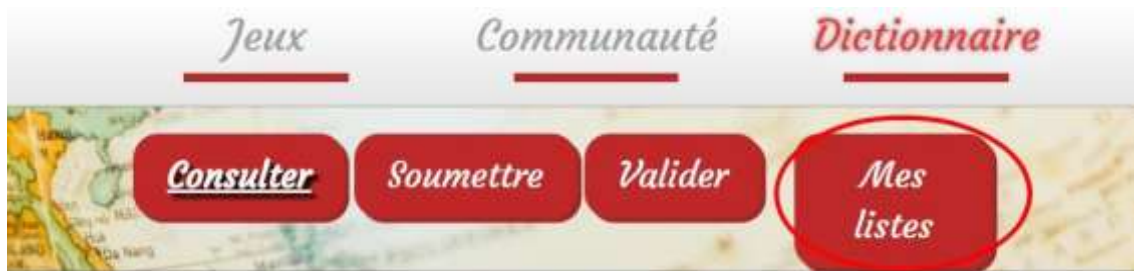 Jeux Communauté Dictionnaire
Consulter Soumettre Valider Mes
listes